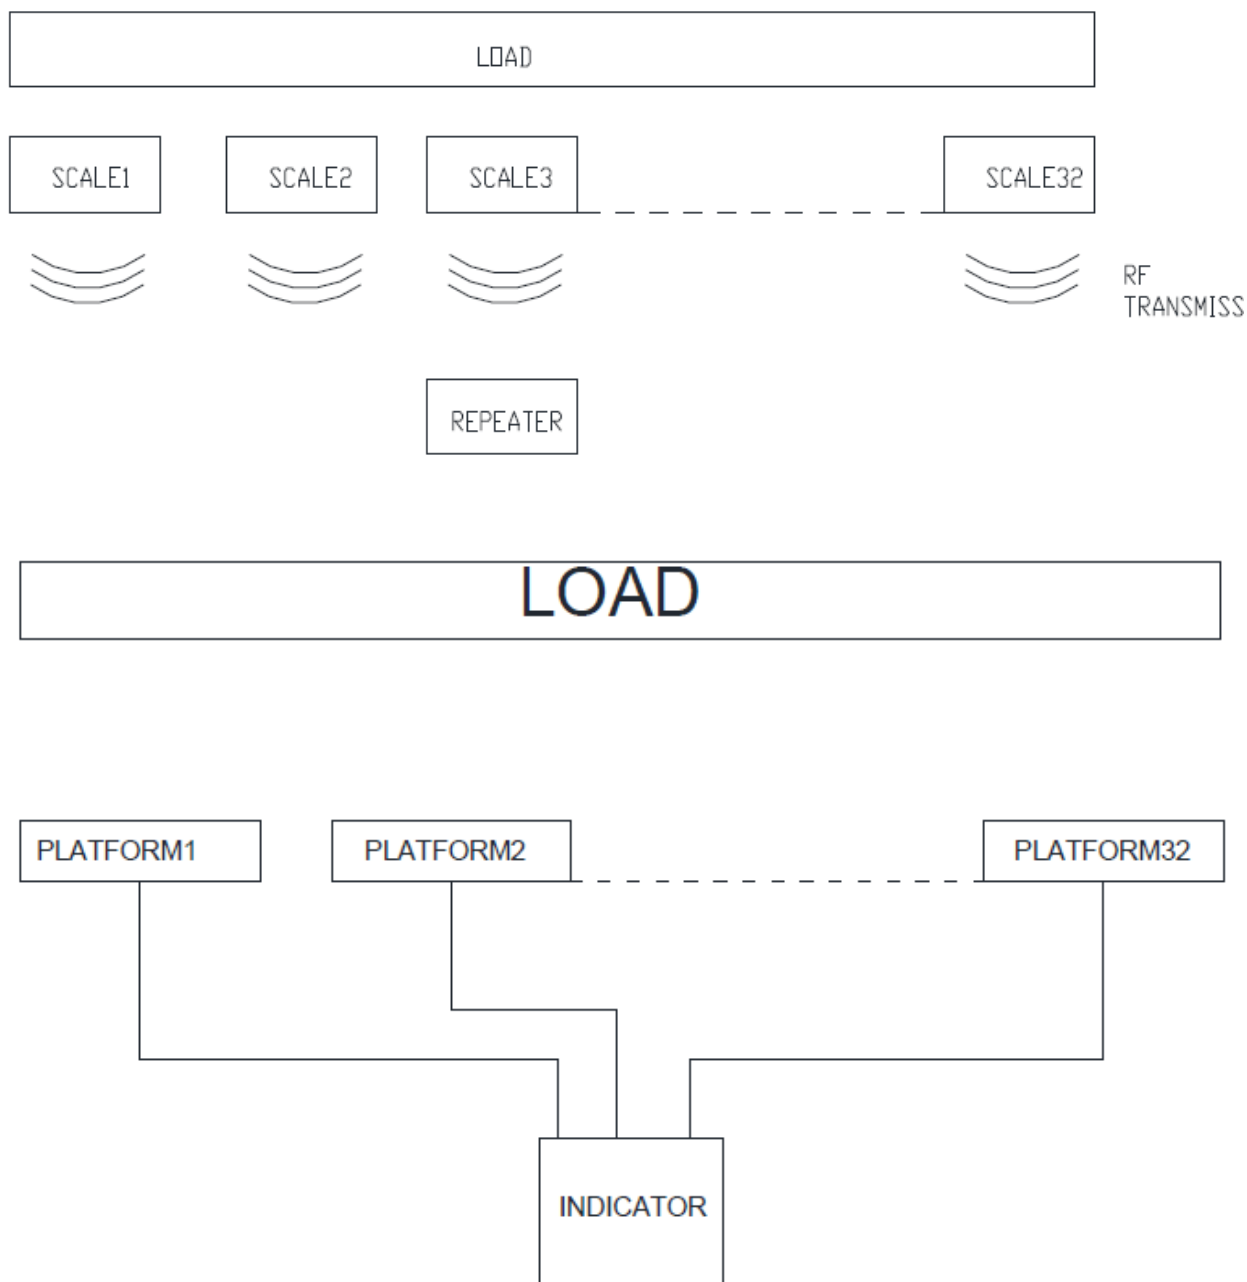 LOAD
SCALE1
SCALE2
SCALE3
SCALE32
RF
TRANSMISS
REPEATER
LOAD
PLATFORM1
PLATFORM2
PLATFORM32
INDICATOR